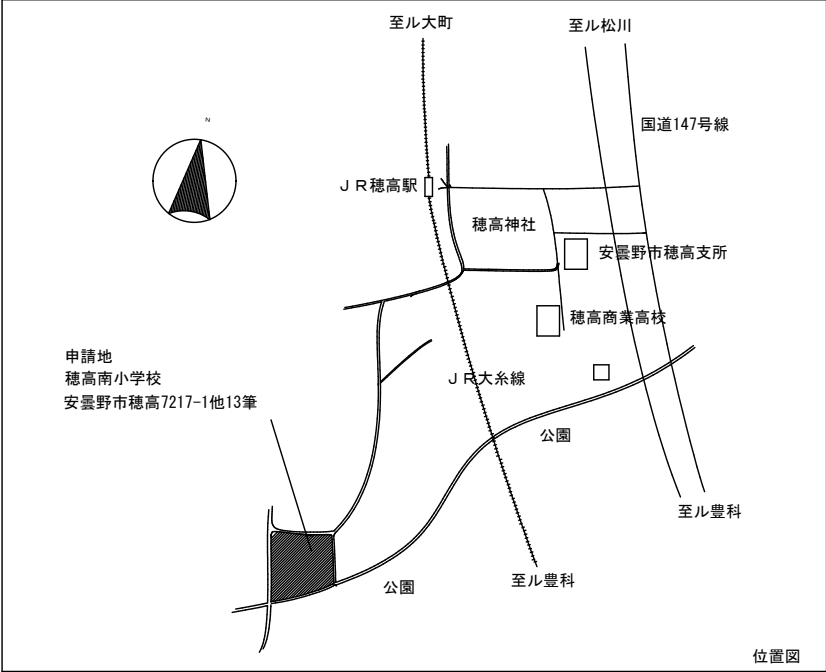 至ル大町
至ル松川
N
国道147号線
ＪＲ穂高駅
穂高神社
安曇野市穂高支所
穂高商業高校
申請地
穂高南小学校
安曇野市穂高7217-1他13筆
ＪＲ大糸線
公園
至ル豊科
公園
至ル豊科
位置図